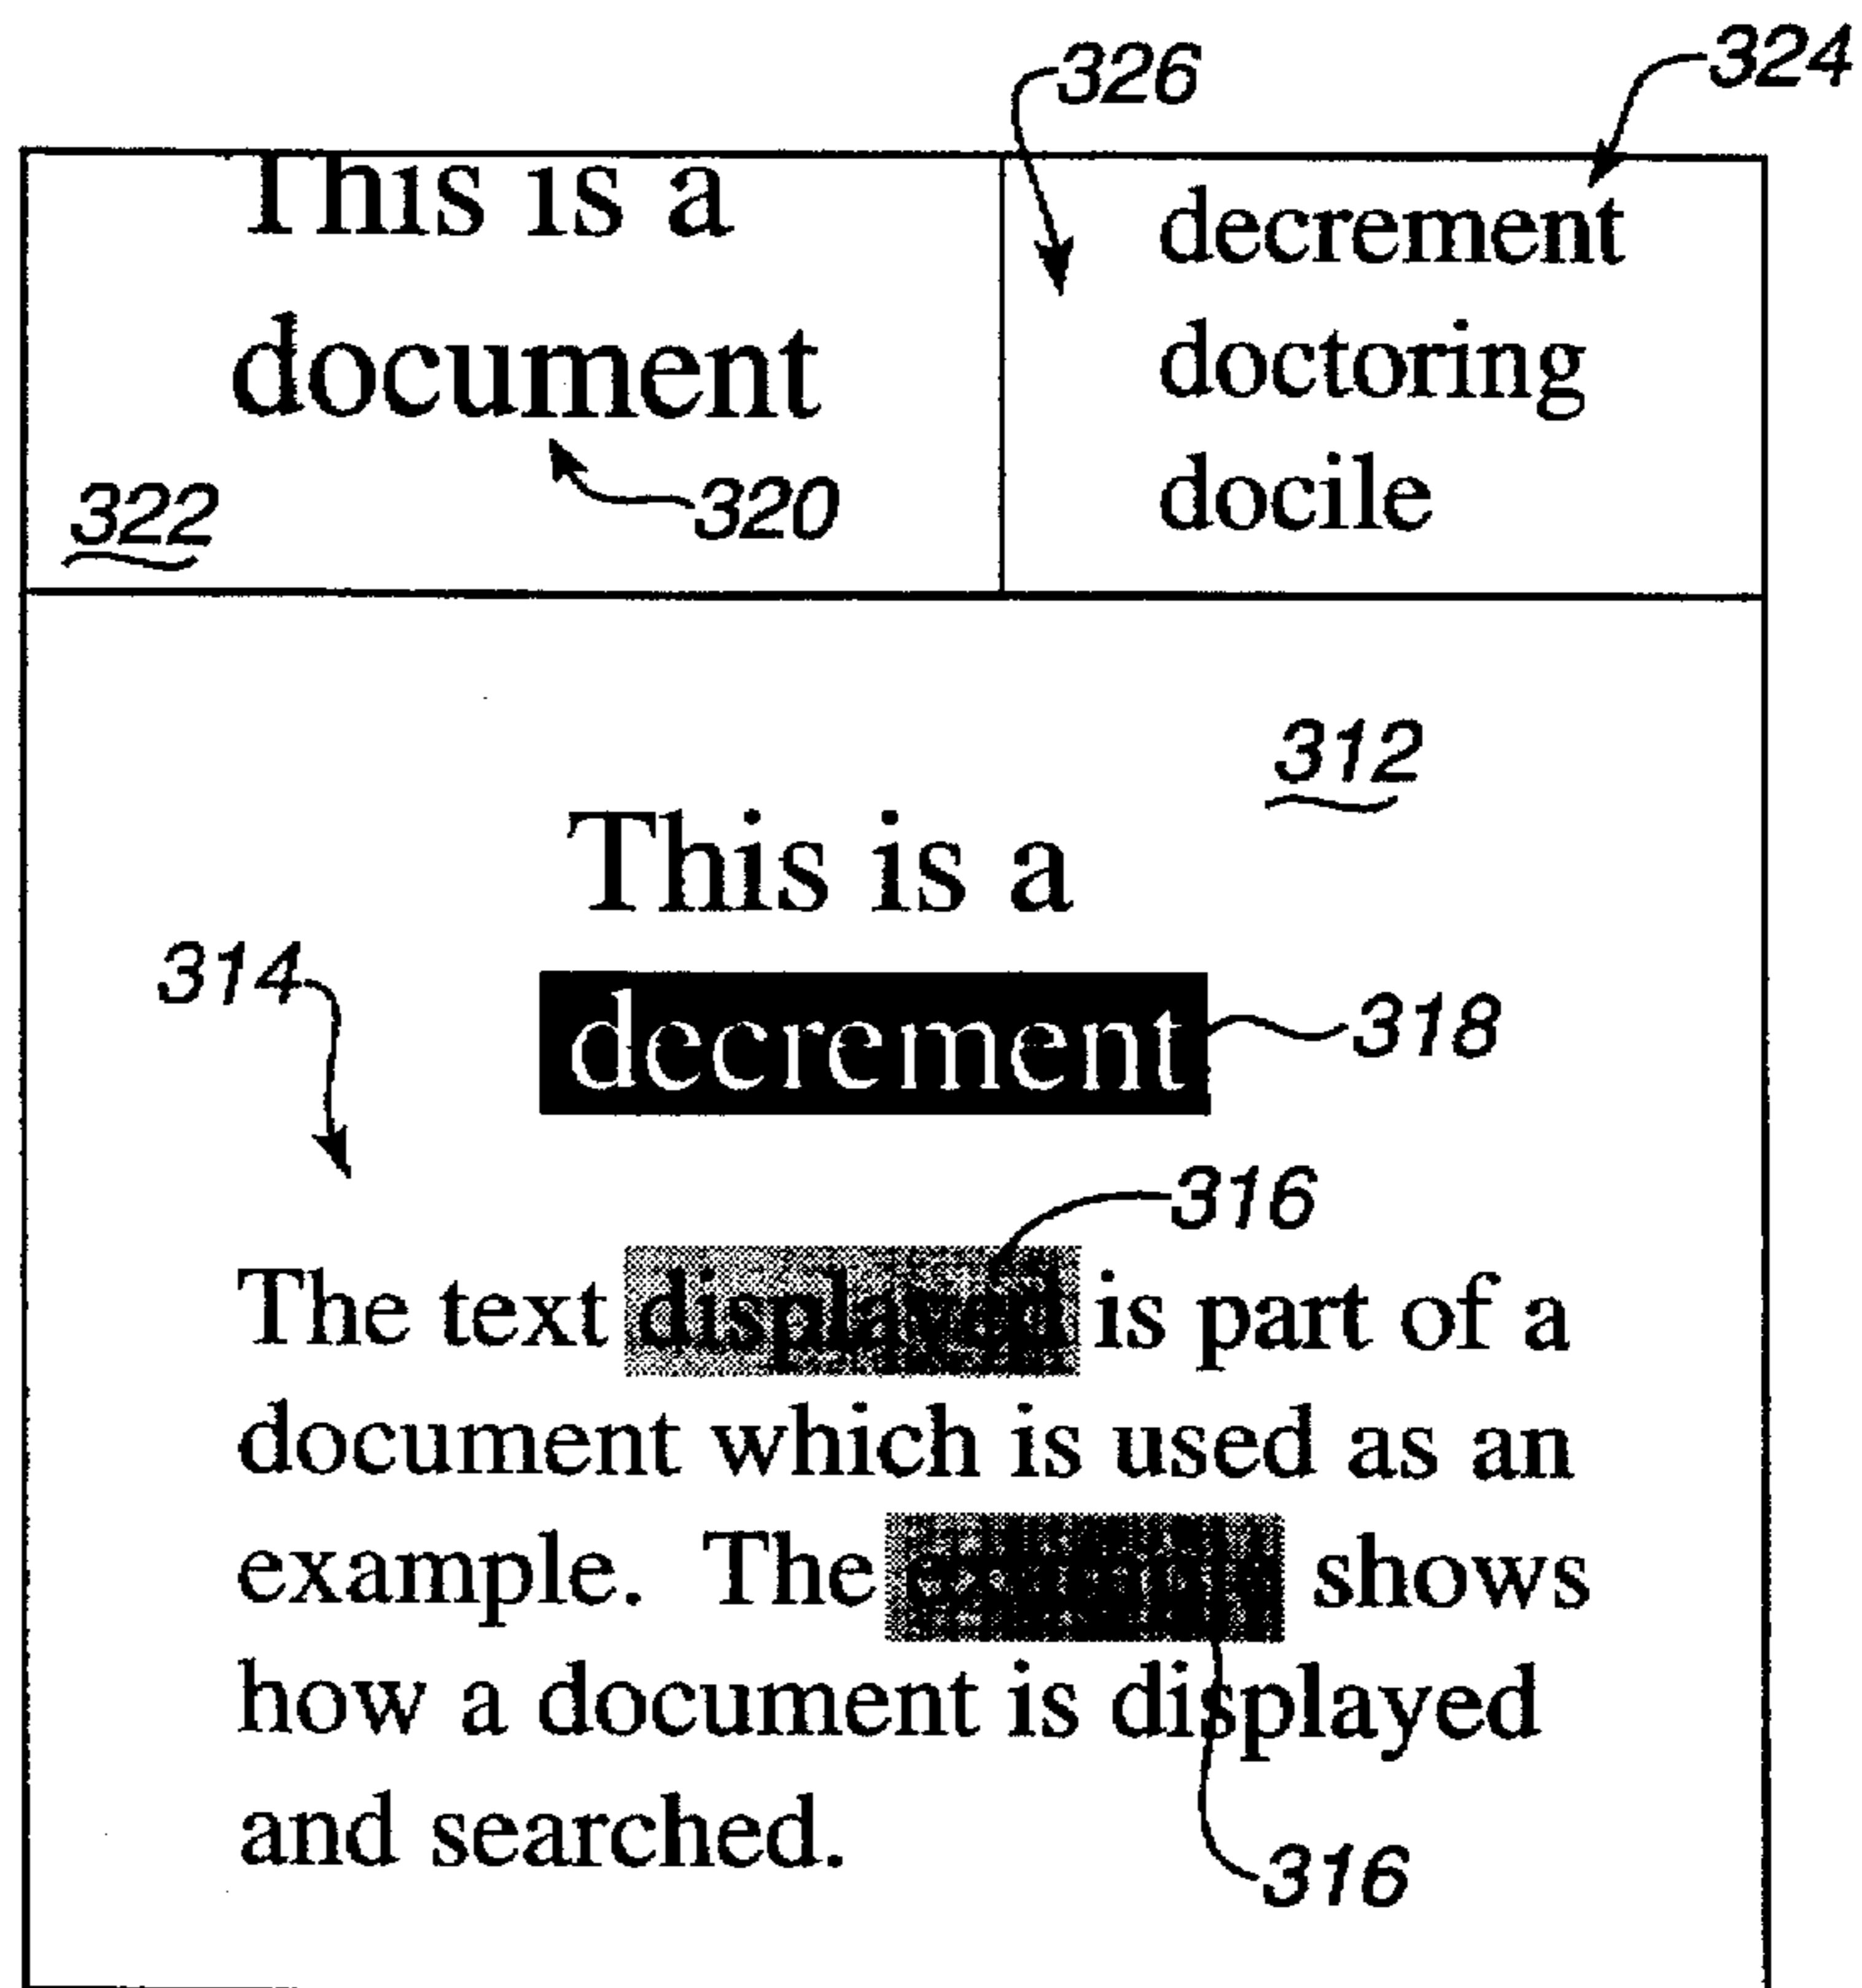 326
324
This is a
document
322
320
decrement
doctoring
docile
312
This is a
314
decrement
318
316
The text displayed is part of a
document which is used as an
example. The shows
how a document is displayed
and searched.
316